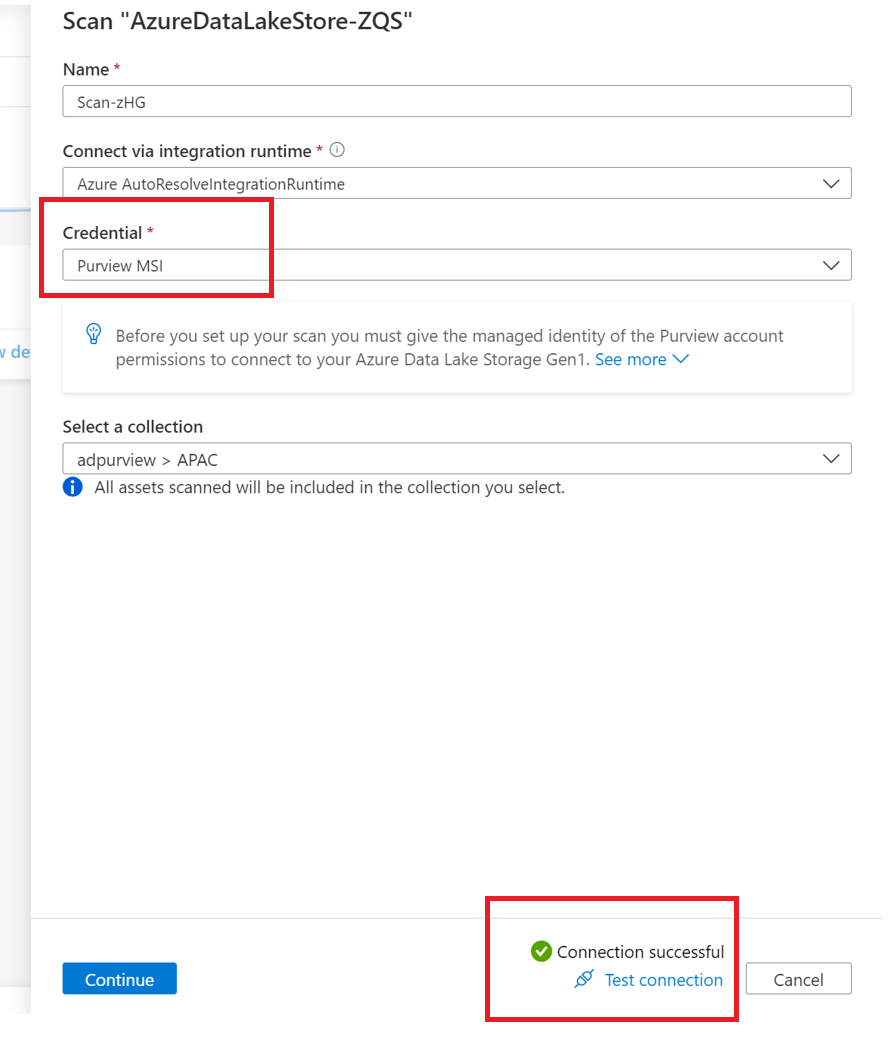 Scan "AzureDataLakeStore-ZQS"
Name *
Scan-zHG
Connect via integration runtime *
Azure AutoResolveIntegrationRuntime
Credential *
Purview MSI
Before you set up your scan you must give the managed identity of the Purview account
permissions to connect to your Azure Data Lake Storage Gen1. See more
Select a collection
adpurview > APAC
All assets scanned will be included in the collection you select.
Connection successful
Continue
Test connection
Cancel